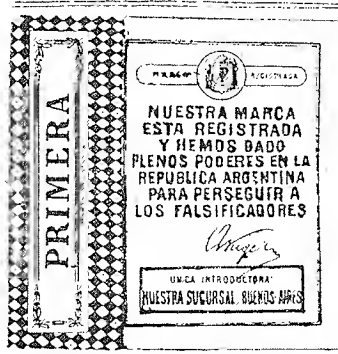 PRIMERA
MARCA REGISTRADA
NUESTRA MARCA
ESTA REGISTRADA
Y HEMOS DADO
PLENOS PODERES EN LA
REPUBLICA ARGENTINA
PARA PERSEGUIR A
LOS FALSIFICADORES
UNICA INTRODUCTORA
NUESTRA SUCURSAL, BUENOS AIRES